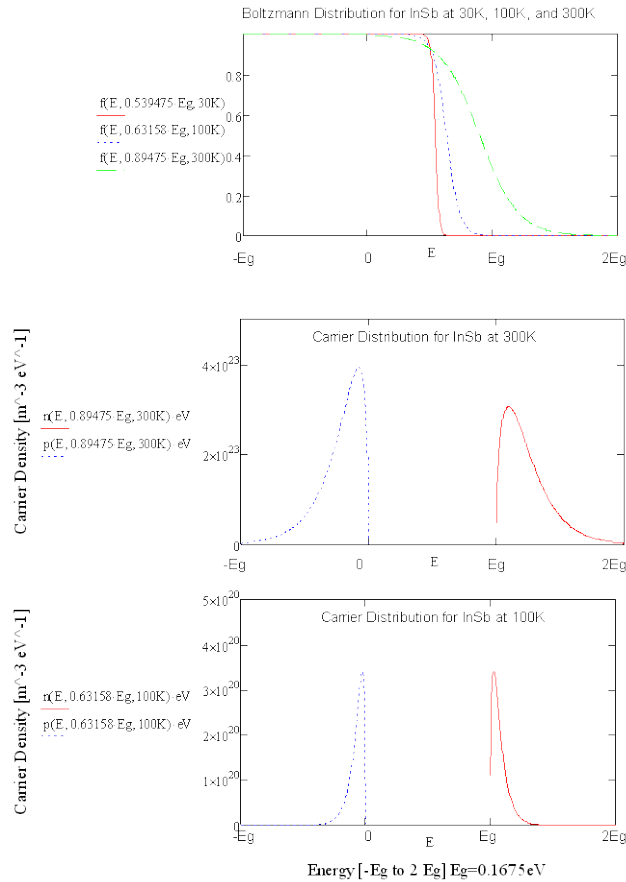 Boltzmann Distribution for InSb at 30K, 100K, and 300K
f(E,0.539475·Eg,30K)
f(E,0.63158·Eg,100K)
f(E,0.89475·Eg,300K)
0.8
0.6
0.4
0.2
0
-Eg
0
E
Eg
2Eg
Carrier Density [m^-3 eV^-1]
Carrier Distribution for InSb at 300K
n(E,0.89475·Eg,300K)·eV
p(E,0.89475·Eg,300K)·eV
4×10^23
2×10^23
0
-Eg
0
E
Eg
2Eg
Carrier Density [m^-3 eV^-1]
Carrier Distribution for InSb at 100K
n(E,0.63158·Eg,100K)·eV
p(E,0.63158·Eg,100K)·eV
5×10^20
4×10^20
3×10^20
2×10^20
1×10^20
0
-Eg
0
E
Eg
2Eg
Energy [-Eg to 2 Eg] Eg=0.1675eV